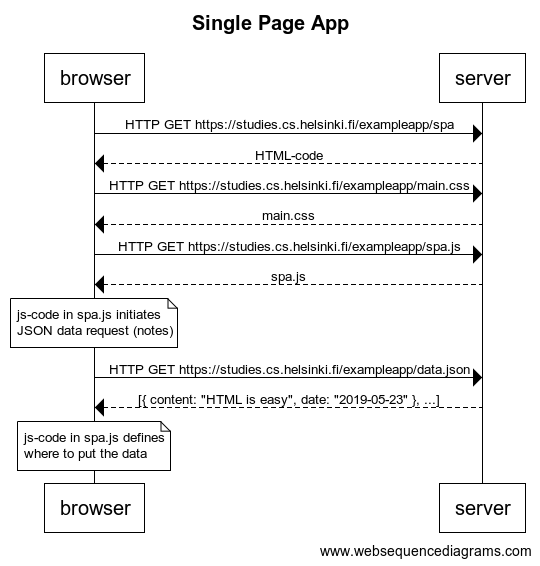 Single Page App
browser
server
HTTP GET https://studies.cs.helsinki.fi/exampleapp/spa
HTML-code
HTTP GET https://studies.cs.helsinki.fi/exampleapp/main.css
main.css
HTTP GET https://studies.cs.helsinki.fi/exampleapp/spa.js
spa.js
js-code in spa.js initiates
JSON data request (notes)
HTTP GET https://studies.cs.helsinki.fi/exampleapp/data.json
[{ content: "HTML is easy", date: "2019-05-23" }, ...]
js-code in spa.js defines
where to put the data
browser
server
www.websequencediagrams.com